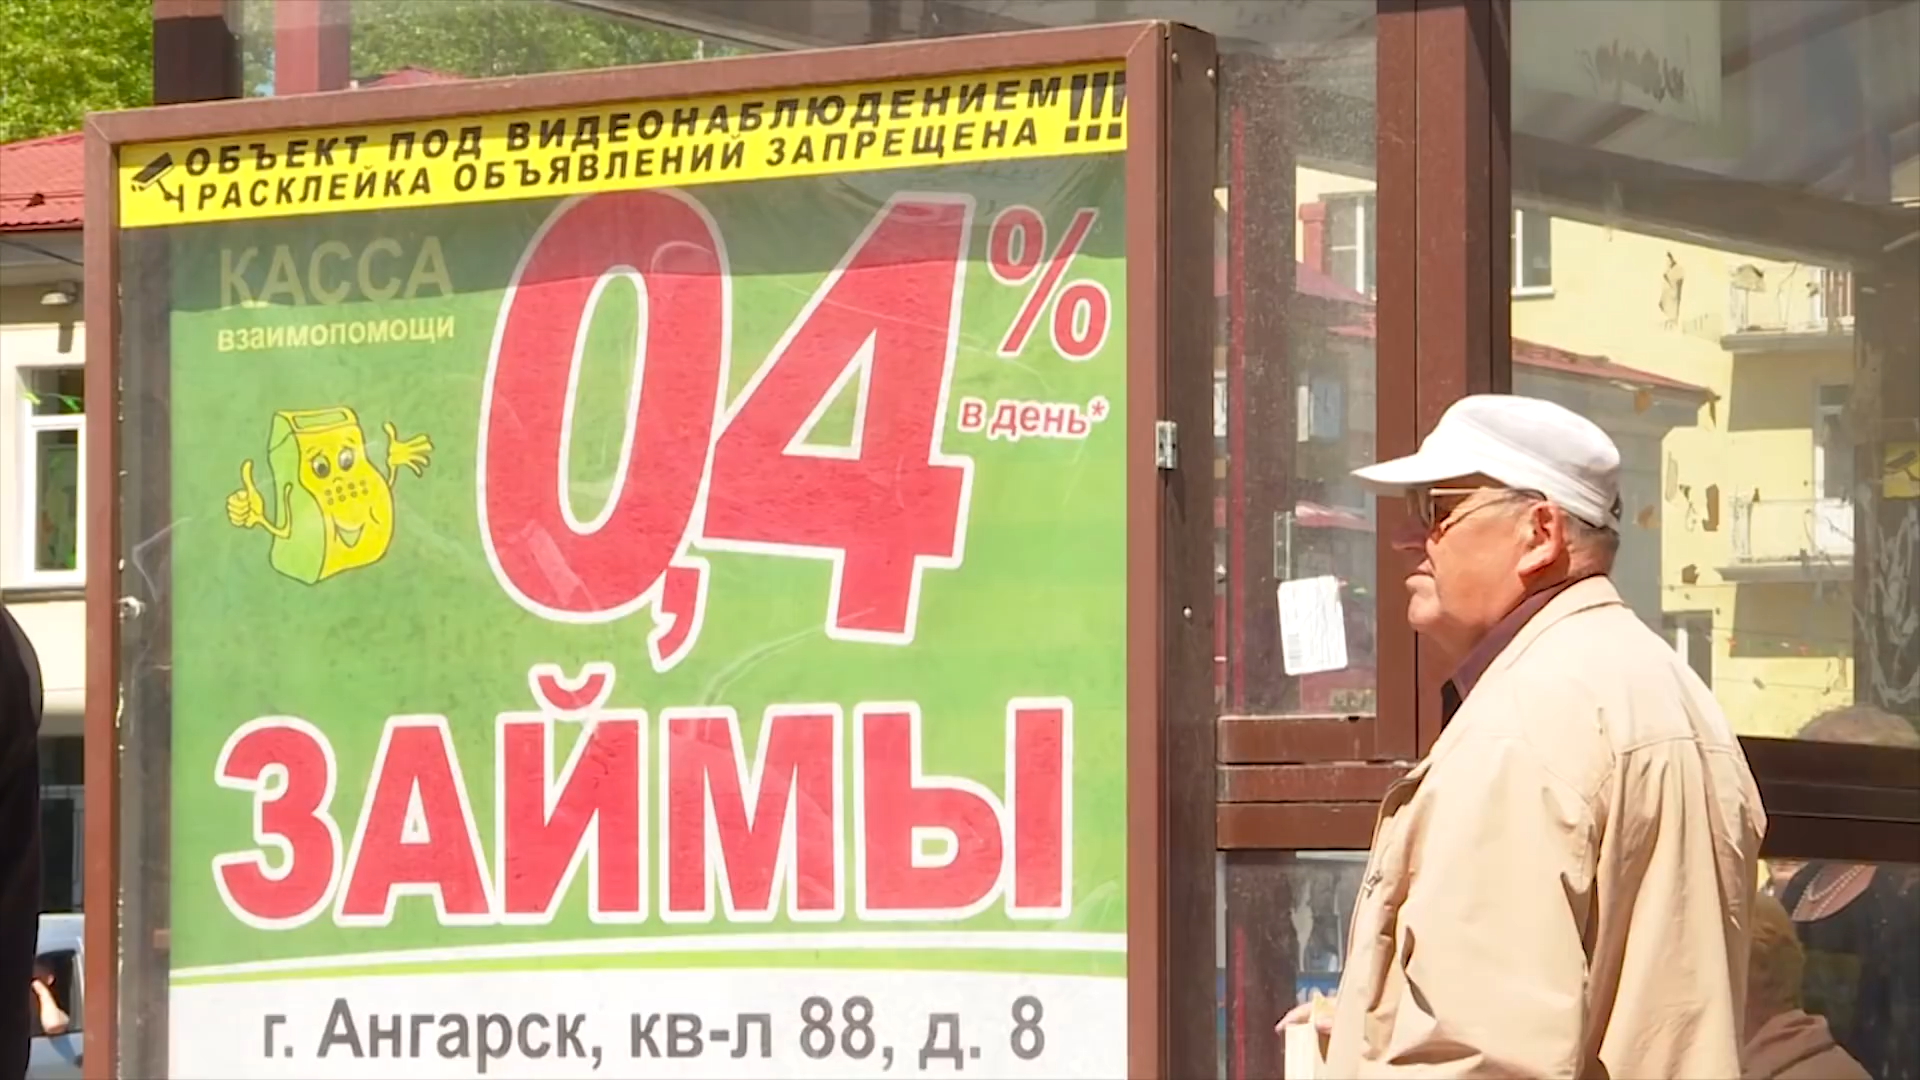 ОБЪЕКТ ПОД ВИДЕОНАБЛЮДЕНИЕМ!!!
РАСКЛЕЙКА ОБЪЯВЛЕНИЙ ЗАПРЕЩЕНА
КАССА
взаимопомощи
0,4%
в день*
ЗАЙМЫ
г. Ангарск, кв-л 88, д. 8